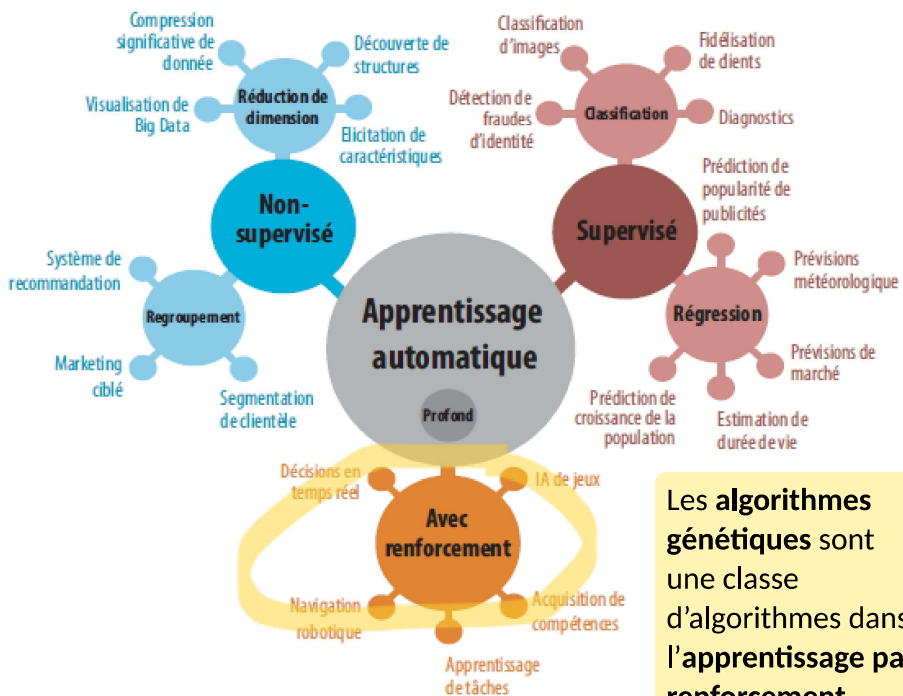 Compression
significative de
donnée
Découverte de
structures
Réduction de
dimension
Visualisation de
Big Data
Elicitation de
caractéristiques
Non-
supervisé
Système de
recommandation
Regroupement
Marketing
ciblé
Segmentation
de clientèle
Classification
d'images
Fidélisation
de dients
Détection de
fraudes
d'identité
Classification
Diagnostics
Supervisé
Prédiction de
popularité de
publicités
Prévisions
météorologique
Régression
Prévisions de
marché
Prédiction de
croissance de la
population
Estimation de
durée de vie
Apprentissage
automatique
Profond
Décisions en
temps réel
IA de jeux
Avec
renforcement
Navigation
robotique
Acquisition de
compétences
Apprentissage
de tâches
Les algorithmes
génétiques sont
une classe
d'algorithmes dans
l'apprentissage pa
renforcement